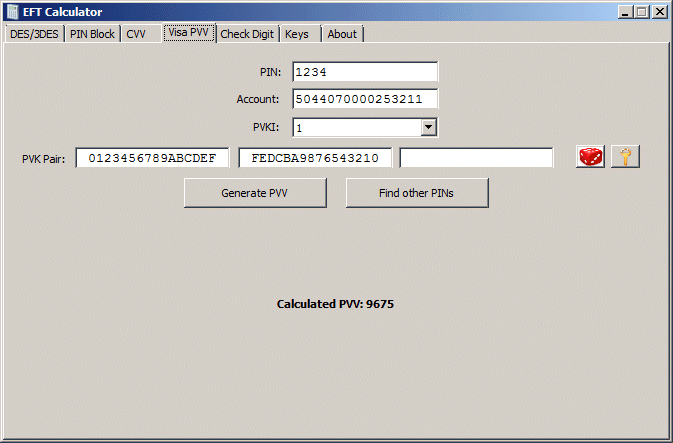 EFT Calculator
DES/3DES PIN Block CVV Visa PVV Check Digit Keys About
PIN: 1234
Account: 5044070000253211
PVKI: 1
PVK Pair: 0123456789ABCDEF FEDCBA9876543210
Generate PVV Find other PINs
Calculated PVV: 9675